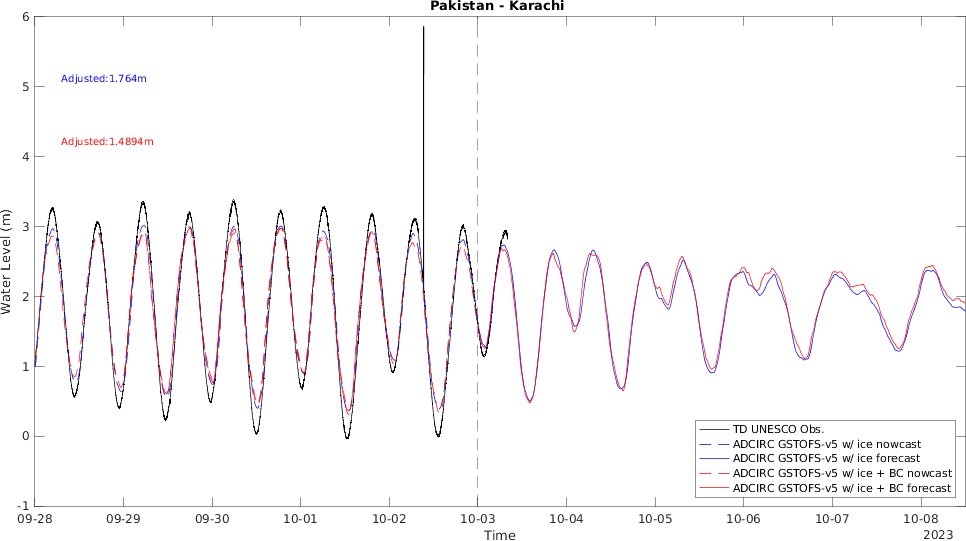 Pakistan - Karachi
6
5
4
3
2
1
0
-1
Water Level (m)
Adjusted:1.764m
Adjusted:1.4894m
TD UNESCO Obs.
ADCIRC GSTOFS-v5 w/ ice nowcast
ADCIRC GSTOFS-v5 w/ ice forecast
ADCIRC GSTOFS-v5 w/ ice + BC nowcast
ADCIRC GSTOFS-v5 w/ ice + BC forecast
09-28 09-29 09-30 10-01 10-02 10-03 10-04 10-05 10-06 10-07 10-08
Time
2023